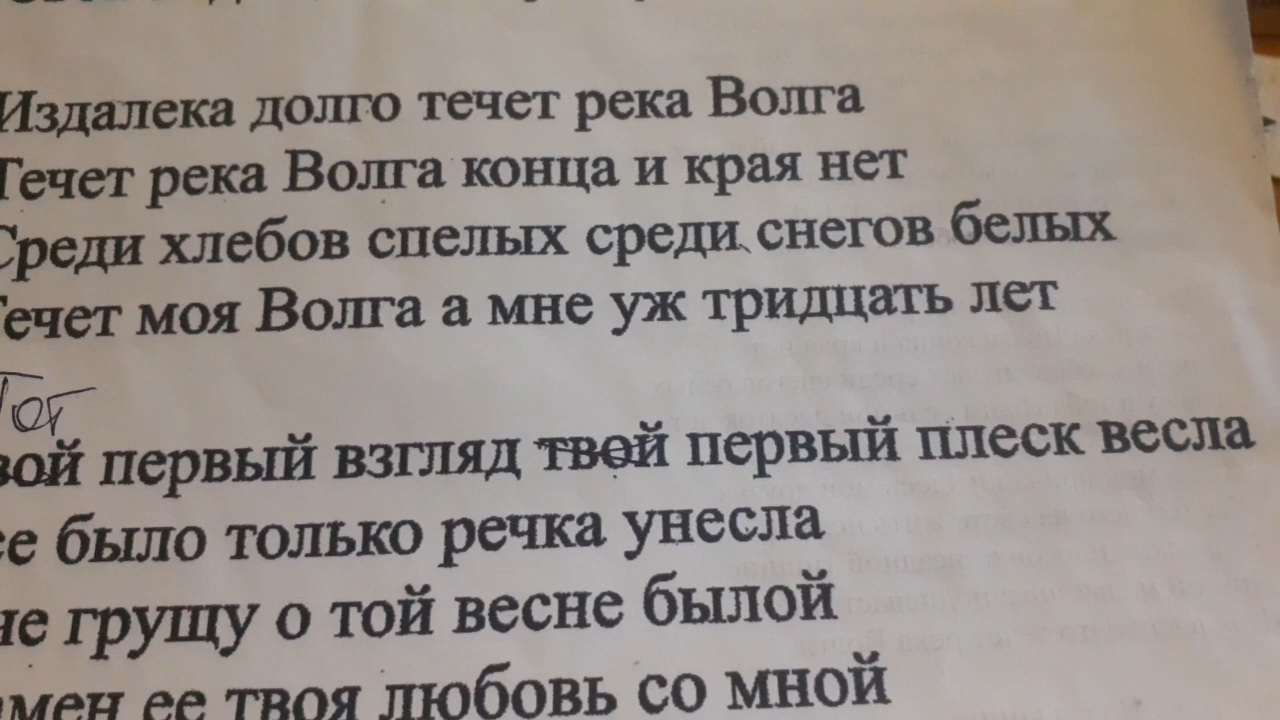 Издалека долго течет река Волга
Течет река Волга конца и края нет
Среди хлебов спелых среди снегов белых
Течет моя Волга а мне уж тридцать лет
Тот
вой первый взгляд твой первый плеск весла
се было только речка унесла
не грущу о той весне былой
амен ее твоя любовь со мной